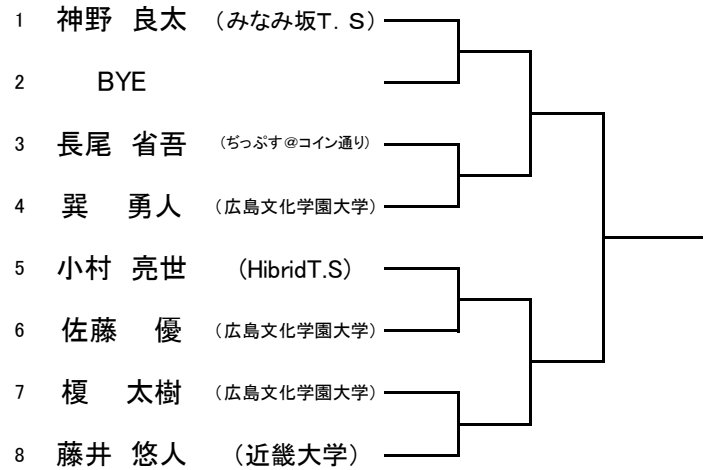 1 神野 良太 （みなみ坂T．S）
2 BYE
3 長尾 省吾 （ぢっぷす＠コイン通り）
4 巽 勇人 （広島文化学園大学）
5 小村 亮世 （HibridT.S）
6 佐藤 優 （広島文化学園大学）
7 榎 太樹 （広島文化学園大学）
8 藤井 悠人 （近畿大学）